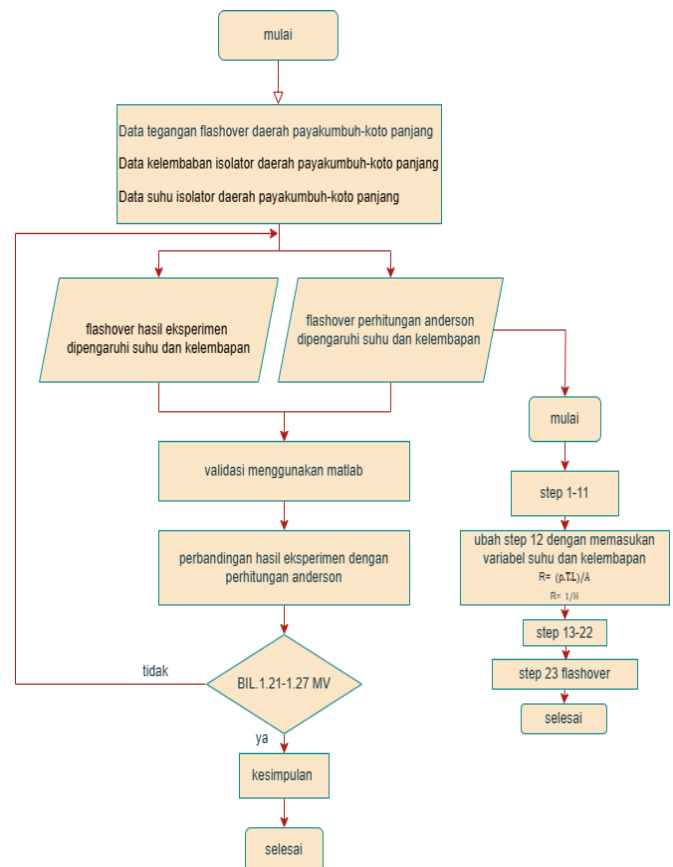 mulai
Data tegangan flashover daerah payakumbuh-koto panjang
Data kelembaban isolator daerah payakumbuh-koto panjang
Data suhu isolator daerah payakumbuh-koto panjang
flashover hasil eksperimen
dipengaruhi suhu dan kelembapan
flashover perhitungan anderson
dipengaruhi suhu dan kelembapan
validasi menggunakan matlab
perbandingan hasil eksperimen dengan
perhitungan anderson
tidak
BIL.1.21-1.27 MV
ya
kesimpulan
selesai
mulai
step 1-11
ubah step 12 dengan memasukan
variabel suhu dan kelembapan
R= (p.T.L)/A
R= 1/H
step 13-22
step 23 flashover
selesai